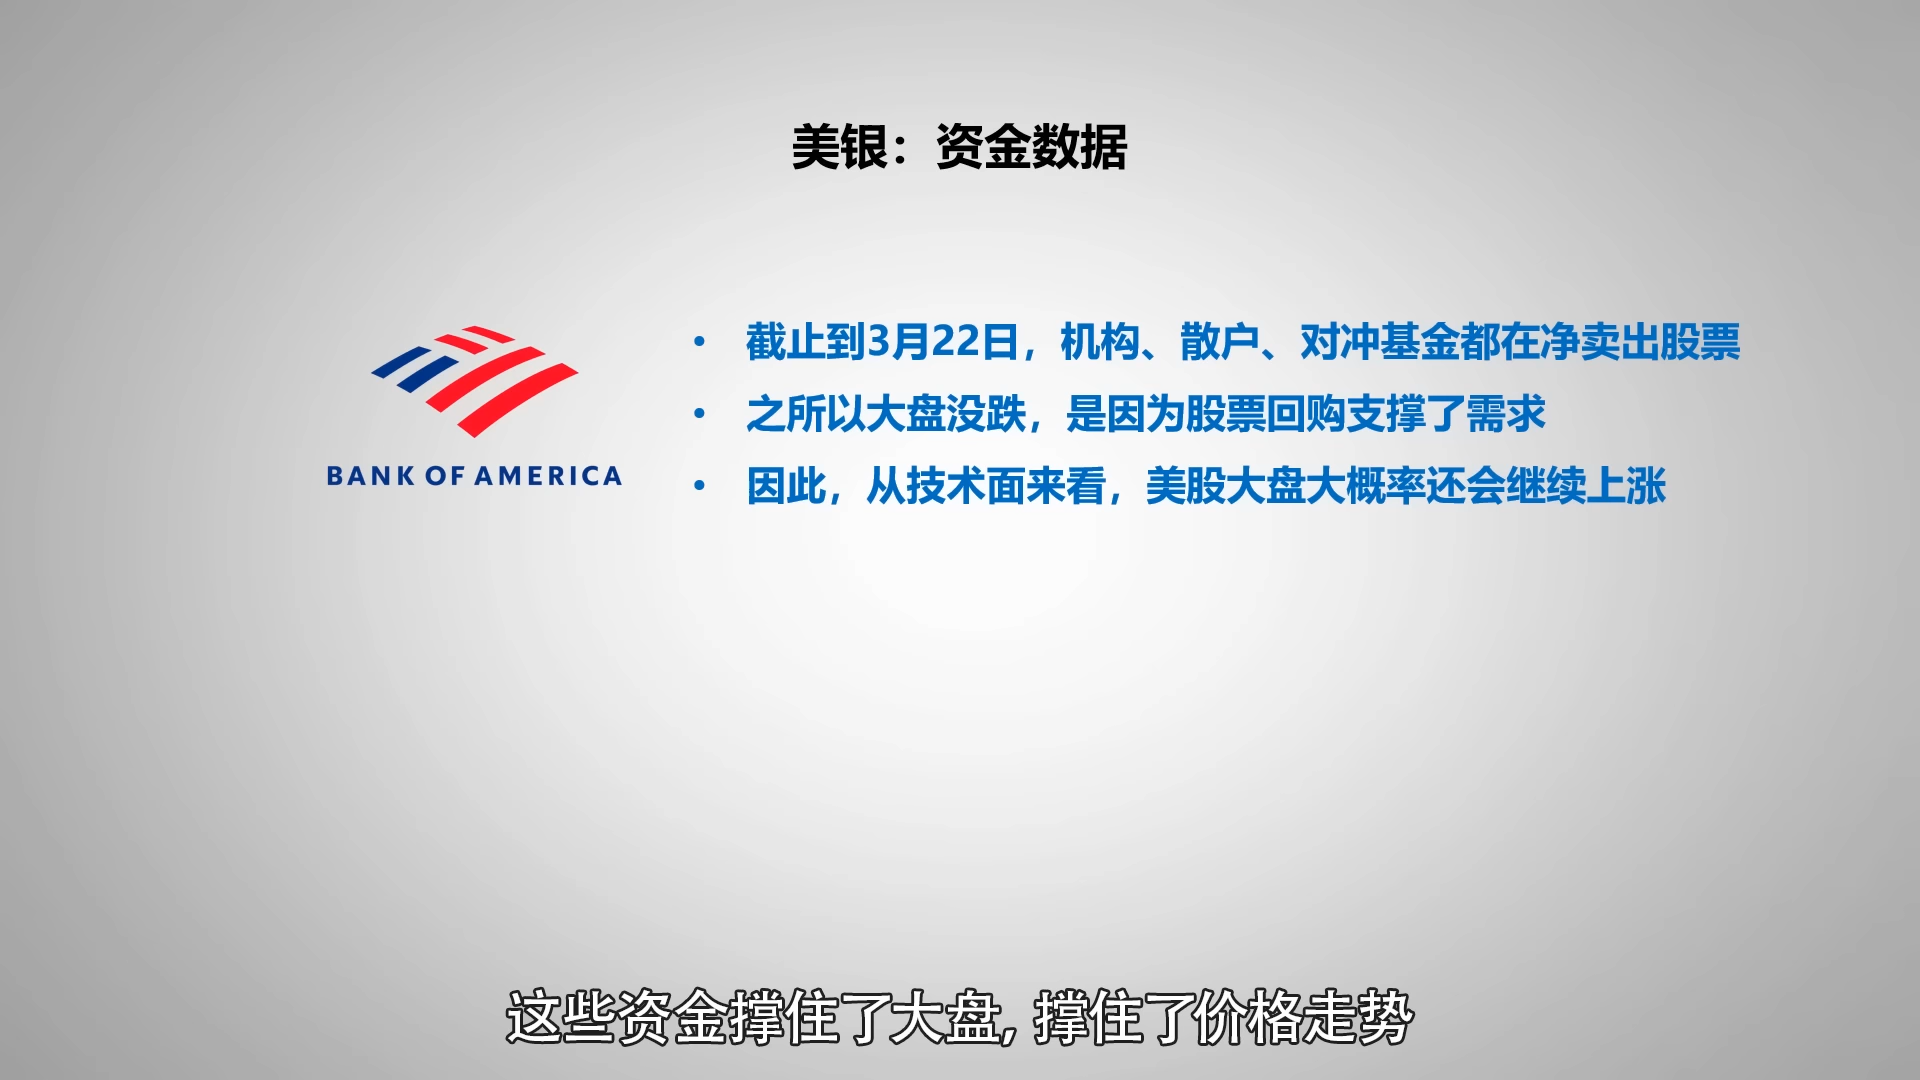 美银：资金数据
BANK OF AMERICA
• 截止到3月22日，机构、散户、对冲基金都在净卖出股票
• 之所以大盘没跌，是因为股票回购支撑了需求
• 因此，从技术面来看，美股大盘大概率还会继续上涨
这些资金撑住了大盘, 撑住了价格走势